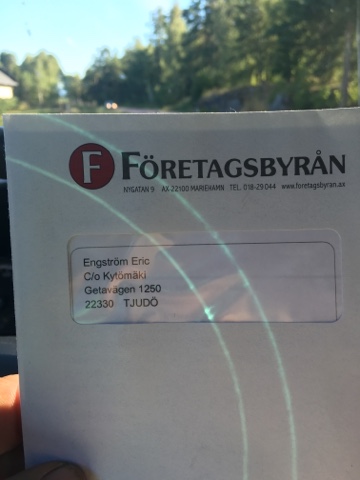 F FÖRETAGSBYRÅN
NYGATAN 9 AX-22100 MARIEHAMN TEL. 018-29 044 www.foretagsbyran.ax
Engström Eric
C/o Kytömäki
Getavägen 1250
22330 TJUDÖ